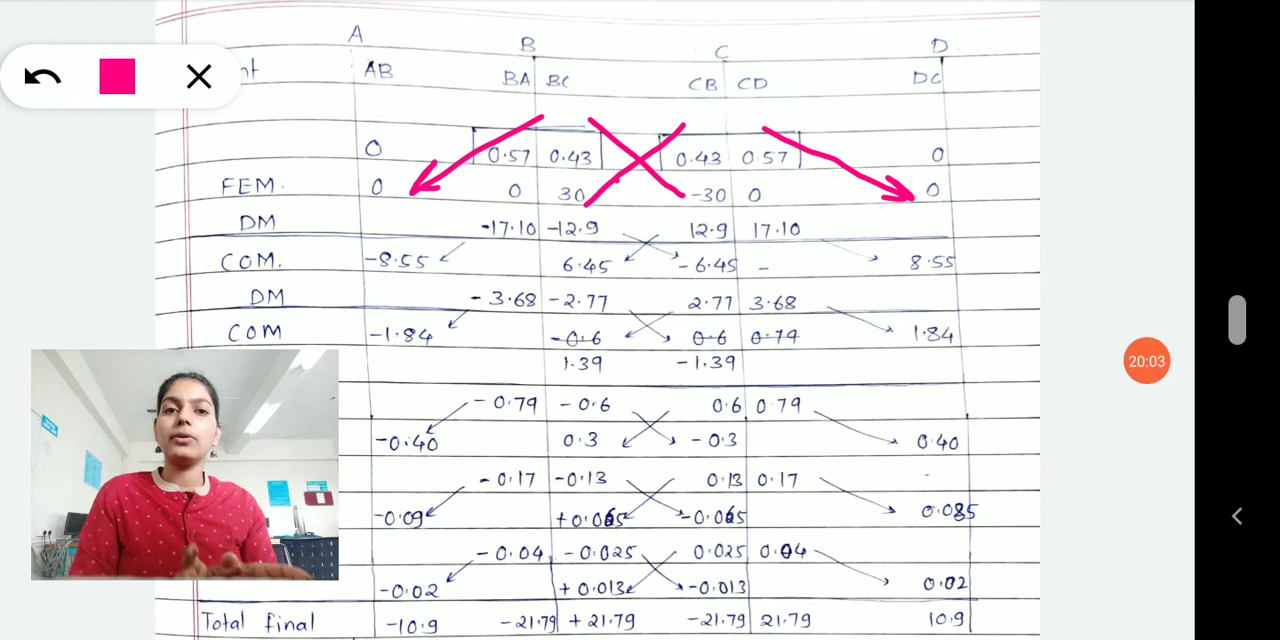 A B C D
nt AB BA BC CB CD DC
0 0.57 0.43 0.43 0.57 0
FEM. 0 0 30 -30 0 0
DM -17.10 -12.9 12.9 17.10
COM. -8.55 6.45 -6.45 - 8.55
DM -3.68 -2.77 2.77 3.68
COM -1.84 -0.6 0.6 0.79 1.84
1.39 -1.39
20:03
-0.79 -0.6 0.6 0.79
-0.40 0.3 -0.3 0.40
-0.17 -0.13 0.13 0.17 -
-0.09 +0.065 -0.065 0.085
-0.04 -0.025 0.025 0.04
-0.02 +0.013 -0.013 0.02
Total final -10.9 -21.79 +21.79 -21.79 21.79 10.9